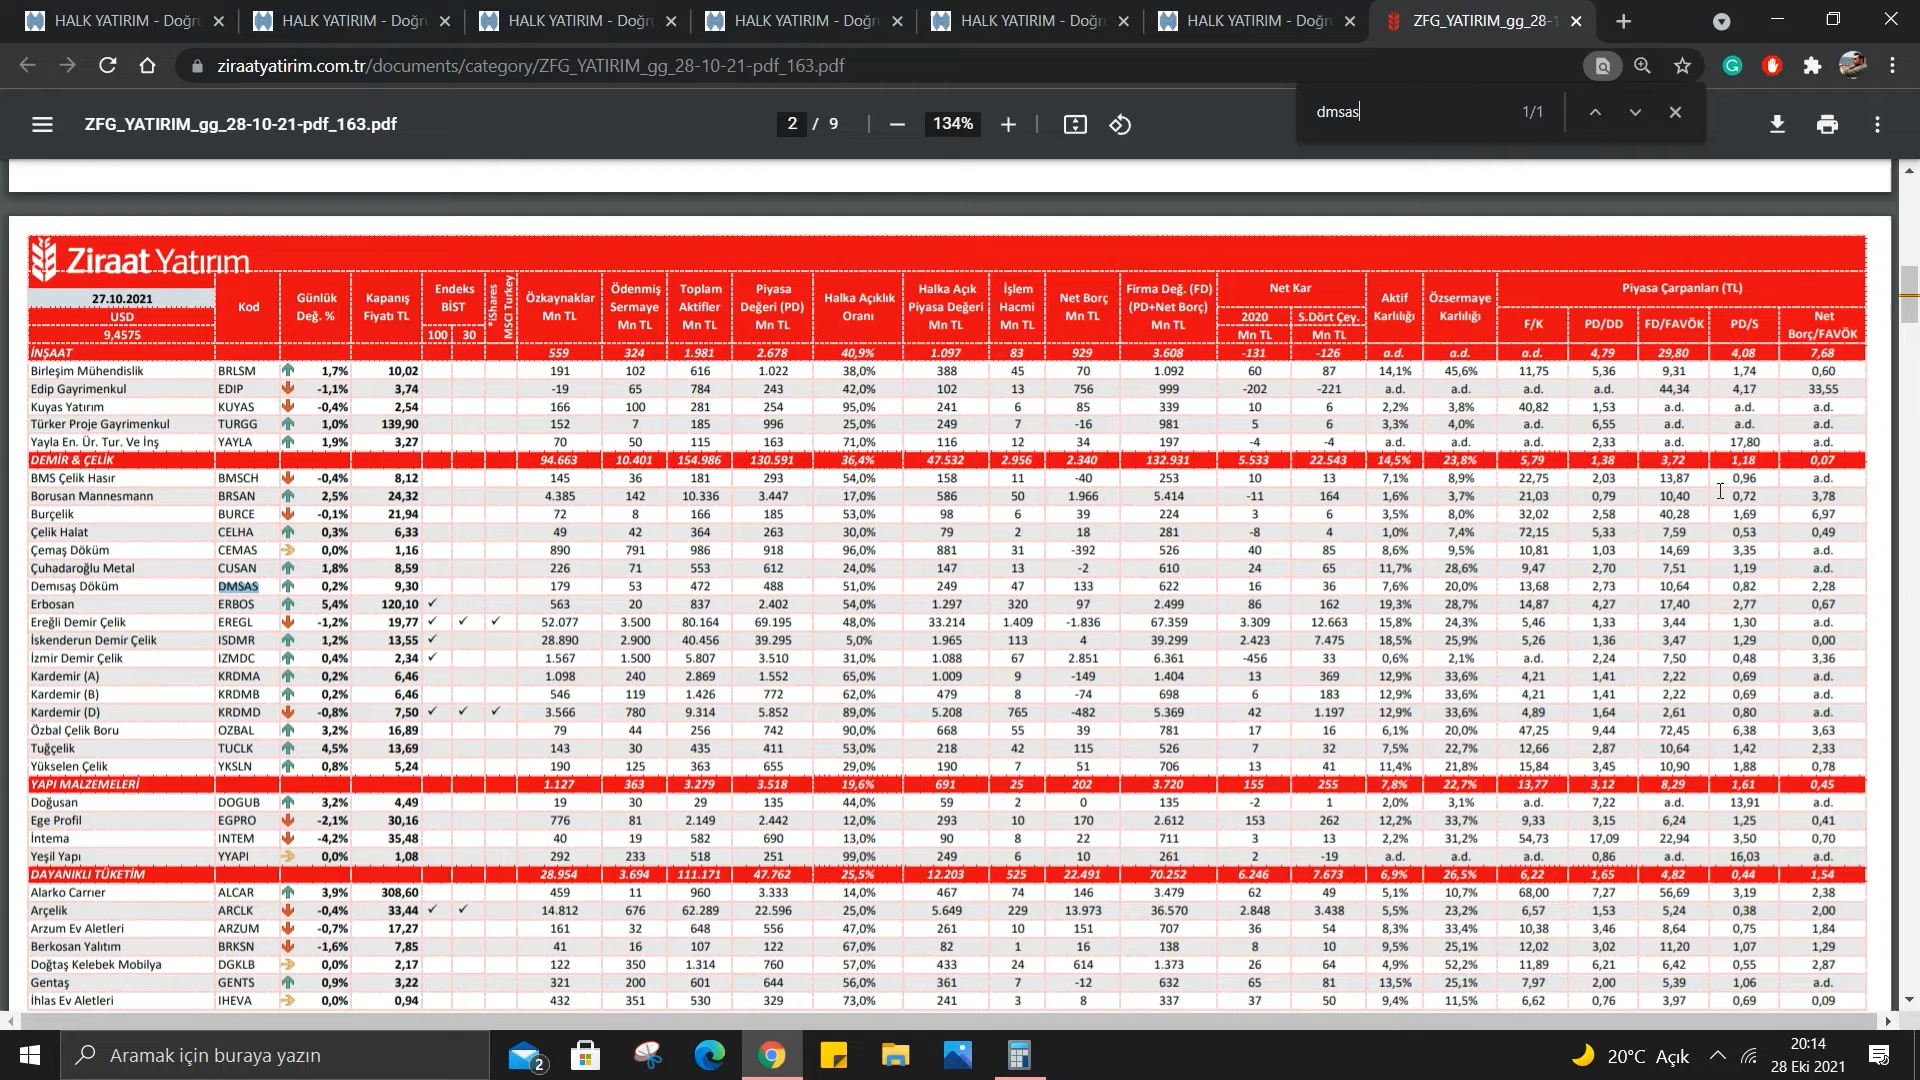 HALK YATIRIM - Doğru
HALK YATIRIM - Doğru
HALK YATIRIM - Doğr
HALK YATIRIM - Doğr
HALK YATIRIM - Doğr
HALK YATIRIM - Doğr
ZFG_YATIRIM_gg_28-1
ziraatyatirim.com.tr/documents/category/ZFG_YATIRIM_gg_28-10-21-pdf_163.pdf
ZFG_YATIRIM_gg_28-10-21-pdf_163.pdf
2 / 9
134%
dmsas 1/1
Ziraat Yatırım
27.10.2021
USD
9,4575
Kod
Günlük Değ. %
Kapanış Fiyatı TL
Endeks BİST
100 30
*iShares MSCI Turkey
Özkaynaklar Mn TL
Ödenmiş Sermaye Mn TL
Toplam Aktifler Mn TL
Piyasa Değeri (PD) Mn TL
Halka Açıklık Oranı
Halka Açık Piyasa Değeri Mn TL
İşlem Hacmi Mn TL
Net Borç Mn TL
Firma Değ. (FD) (PD+Net Borç) Mn TL
Net Kar
2020 Mn TL
S.Dört Çey. Mn TL
Aktif Karlılığı
Özsermaye Karlılığı
Piyasa Çarpanları (TL)
F/K PD/DD FD/FAVÖK PD/S Net Borç/FAVÖK
İNŞAAT 559 324 1.981 2.678 40,9% 1.097 83 929 3.608 -131 -126 a.d. a.d. a.d. 4,79 29,80 4,08 7,68
Birleşim Mühendislik BRLSM 1,7% 10,02 191 102 616 1.022 38,0% 388 45 70 1.092 60 87 14,1% 45,6% 11,75 5,36 9,31 1,74 0,60
Edip Gayrimenkul EDIP -1,1% 3,74 -19 65 784 243 42,0% 102 13 756 999 -202 -221 a.d. a.d. a.d. a.d. 44,34 4,17 33,55
Kuyas Yatırım KUYAS -0,4% 2,54 166 100 281 254 95,0% 241 6 85 339 10 6 2,2% 3,8% 40,82 1,53 a.d. a.d. a.d.
Türker Proje Gayrimenkul TURGG 1,0% 139,90 152 7 185 996 25,0% 249 7 -16 981 5 6 3,3% 4,0% a.d. 6,55 a.d. a.d. a.d.
Yayla En. Ür. Tur. Ve İnş YAYLA 1,9% 3,27 70 50 115 163 71,0% 116 12 34 197 -4 -4 a.d. a.d. a.d. 2,33 a.d. 17,80 a.d.
DEMİR & ÇELİK 94.663 10.401 154.986 130.591 36,4% 47.532 2.956 2.340 132.931 5.533 22.543 14,5% 23,8% 5,79 1,38 3,72 1,18 0,07
BMS Çelik Hasır BMSCH -0,4% 8,12 145 36 181 293 54,0% 158 11 -40 253 10 13 7,1% 8,9% 22,75 2,03 13,87 0,96 a.d.
Borusan Mannesmann BRSAN 2,5% 24,32 4.385 142 10.336 3.447 17,0% 586 50 1.966 5.414 -11 164 1,6% 3,7% 21,03 0,79 10,40 0,72 3,78
Burçelik BURCE -0,1% 21,94 72 8 166 185 53,0% 98 6 39 224 3 6 3,5% 8,0% 32,02 2,58 40,28 1,69 6,97
Çelik Halat CELHA 0,3% 6,33 49 42 364 263 30,0% 79 2 18 281 -8 4 1,0% 7,4% 72,15 5,33 7,59 0,53 0,49
Çemaş Döküm CEMAS 0,0% 1,16 890 791 986 918 96,0% 881 31 -392 526 40 85 8,6% 9,5% 10,81 1,03 14,69 3,35 a.d.
Çuhadaroğlu Metal CUSAN 1,8% 8,59 226 71 553 612 24,0% 147 13 -2 610 24 65 11,7% 28,6% 9,47 2,70 7,51 1,19 a.d.
Demısaş Döküm DMSAS 0,2% 9,30 179 53 472 488 51,0% 249 47 133 622 16 36 7,6% 20,0% 13,68 2,73 10,64 0,82 2,28
Erbosan ERBOS 5,4% 120,10 ✓ 563 20 837 2.402 54,0% 1.297 320 97 2.499 86 162 19,3% 28,7% 14,87 4,27 17,40 2,77 0,67
Ereğli Demir Çelik EREGL -1,2% 19,77 ✓ ✓ ✓ 52.077 3.500 80.164 69.195 48,0% 33.214 1.409 -1.836 67.359 3.309 12.663 15,8% 24,3% 5,46 1,33 3,44 1,30 a.d.
İskenderun Demir Çelik ISDMR 1,2% 13,55 ✓ 28.890 2.900 40.456 39.295 5,0% 1.965 113 4 39.299 2.423 7.475 18,5% 25,9% 5,26 1,36 3,47 1,29 0,00
İzmir Demir Çelik IZMDC 0,4% 2,34 ✓ 1.567 1.500 5.807 3.510 31,0% 1.088 67 2.851 6.361 -456 33 0,6% 2,1% a.d. 2,24 7,50 0,48 3,36
Kardemir (A) KRDMA 0,2% 6,46 1.098 240 2.869 1.552 65,0% 1.009 9 -149 1.404 13 369 12,9% 33,6% 4,21 1,41 2,22 0,69 a.d.
Kardemir (B) KRDMB 0,2% 6,46 546 119 1.426 772 62,0% 479 8 -74 698 6 183 12,9% 33,6% 4,21 1,41 2,22 0,69 a.d.
Kardemir (D) KRDMD -0,8% 7,50 ✓ ✓ ✓ 3.566 780 9.314 5.852 89,0% 5.208 765 -482 5.369 42 1.197 12,9% 33,6% 4,89 1,64 2,61 0,80 a.d.
Özbal Çelik Boru OZBAL 3,2% 16,89 79 44 256 742 90,0% 668 55 39 781 17 16 6,1% 20,0% 47,25 9,44 72,45 6,38 3,63
Tuğçelik TUCLK 4,5% 13,69 143 30 435 411 53,0% 218 42 115 526 7 32 7,5% 22,7% 12,66 2,87 10,64 1,42 2,33
Yükselen Çelik YKSLN 0,8% 5,24 190 125 363 655 29,0% 190 7 51 706 13 41 11,4% 21,8% 15,84 3,45 10,90 1,88 0,78
YAPI MALZEMELERİ 1.127 363 3.279 3.518 19,6% 691 25 202 3.720 155 255 7,8% 22,7% 13,77 3,12 8,29 1,61 0,45
Doğusan DOGUB 3,2% 4,49 19 30 29 135 44,0% 59 2 0 135 -2 1 2,0% 3,1% a.d. 7,22 a.d. 13,91 a.d.
Ege Profil EGPRO -2,1% 30,16 776 81 2.149 2.442 12,0% 293 10 170 2.612 153 262 12,2% 33,7% 9,33 3,15 6,24 1,25 0,41
İntema INTEM -4,2% 35,48 40 19 582 690 13,0% 90 8 22 711 3 13 2,2% 31,2% 54,73 17,09 22,94 3,50 0,70
Yeşil Yapı YYAPI 0,0% 1,08 292 233 518 251 99,0% 249 6 10 261 2 -19 a.d. a.d. a.d. 0,86 a.d. 16,03 a.d.
DAYANIKLI TÜKETİM 28.954 3.694 111.171 47.762 25,5% 12.203 525 22.491 70.252 6.246 7.673 6,9% 26,5% 6,22 1,65 4,82 0,44 1,54
Alarko Carrıer ALCAR 3,9% 308,60 459 11 960 3.333 14,0% 467 74 146 3.479 62 49 5,1% 10,7% 68,00 7,27 56,69 3,19 2,38
Arçelik ARCLK -0,4% 33,44 ✓ ✓ 14.812 676 62.289 22.596 25,0% 5.649 229 13.973 36.570 2.848 3.438 5,5% 23,2% 6,57 1,53 5,24 0,38 2,00
Arzum Ev Aletleri ARZUM -0,7% 17,27 161 32 648 556 47,0% 261 10 151 707 36 54 8,3% 33,4% 10,38 3,46 8,64 0,75 1,84
Berkosan Yalıtım BRKSN -1,6% 7,85 41 16 107 122 67,0% 82 1 16 138 8 10 9,5% 25,1% 12,02 3,02 11,20 1,07 1,29
Doğtaş Kelebek Mobilya DGKLB 0,0% 2,17 122 350 1.314 760 57,0% 433 24 614 1.373 26 64 4,9% 52,2% 11,89 6,21 6,42 0,55 2,87
Gentaş GENTS 0,9% 3,22 321 200 601 644 56,0% 361 7 -12 632 65 81 13,5% 25,1% 7,97 2,00 5,39 1,06 a.d.
İhlas Ev Aletleri IHEVA 0,0% 0,94 432 351 530 329 73,0% 241 3 8 337 37 50 9,4% 11,5% 6,62 0,76 3,97 0,69 0,09
Aramak için buraya yazın
2
20°C Açık
20:14
28 Eki 2021